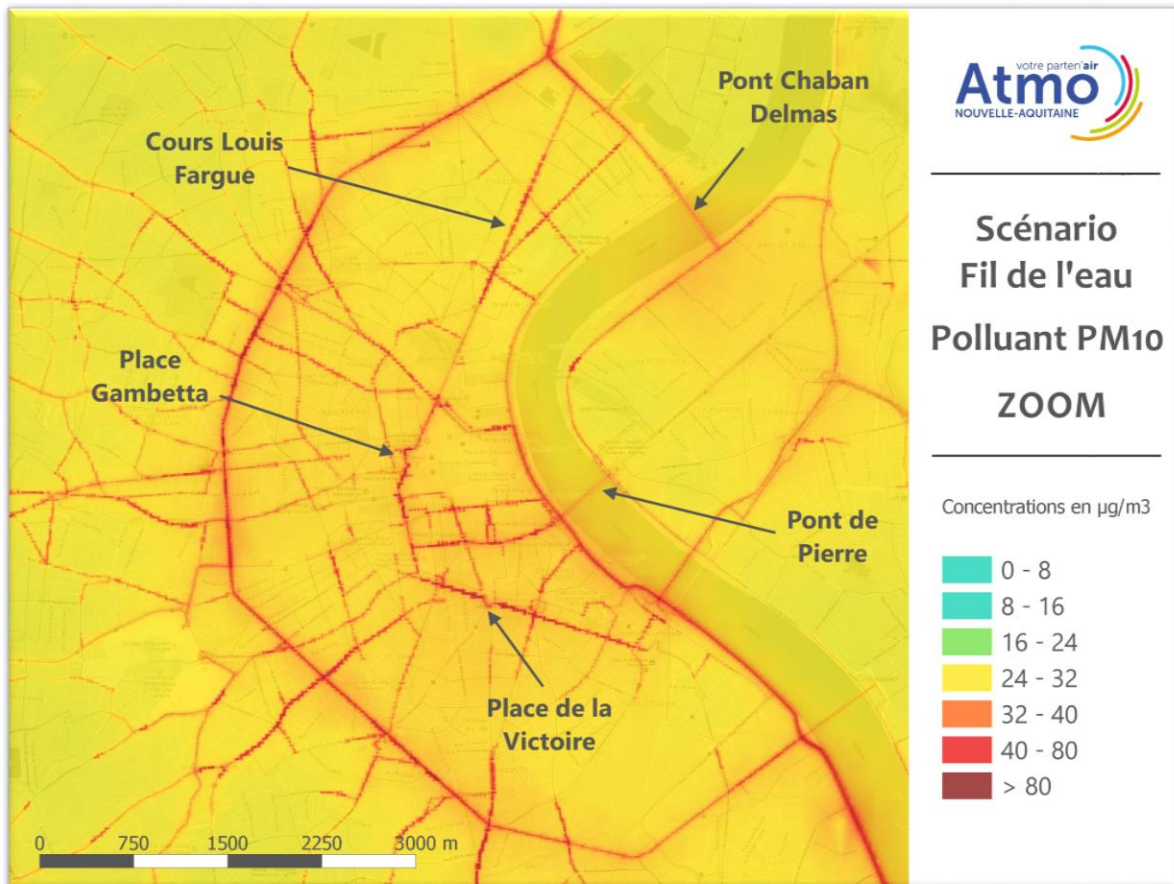 Pont Chaban
Delmas
Cours Louis
Fargue
Place
Gambetta
Pont de
Pierre
Place de la
Victoire
0 750 1500 2250 3000 m
votre parten'air
Atmo
NOUVELLE-AQUITAINE
Scénario
Fil de l'eau
Polluant PM10
ZOOM
Concentrations en µg/m3
0 - 8
8 - 16
16 - 24
24 - 32
32 - 40
40 - 80
> 80